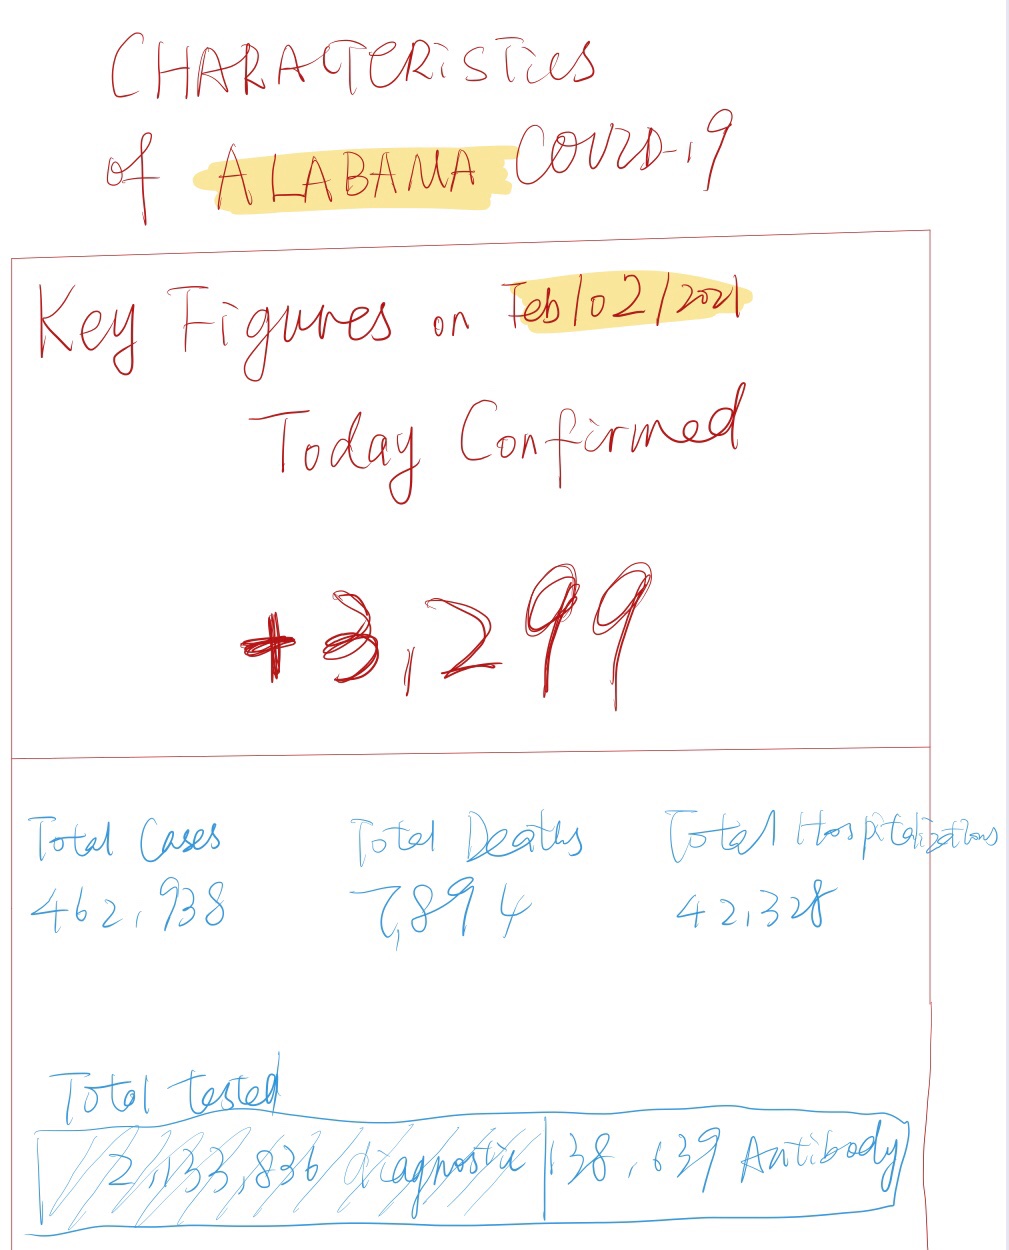 CHARACTERiSTics
of ALABAMA COVID-19
Key Figures on Feb/02/2021
Today Confirmed
+3,299
Total Cases Total Deaths Total Hospitalizations
462,938 7,894 42,328
Total tested
2,133,836 diagnostic 138,639 Antibody